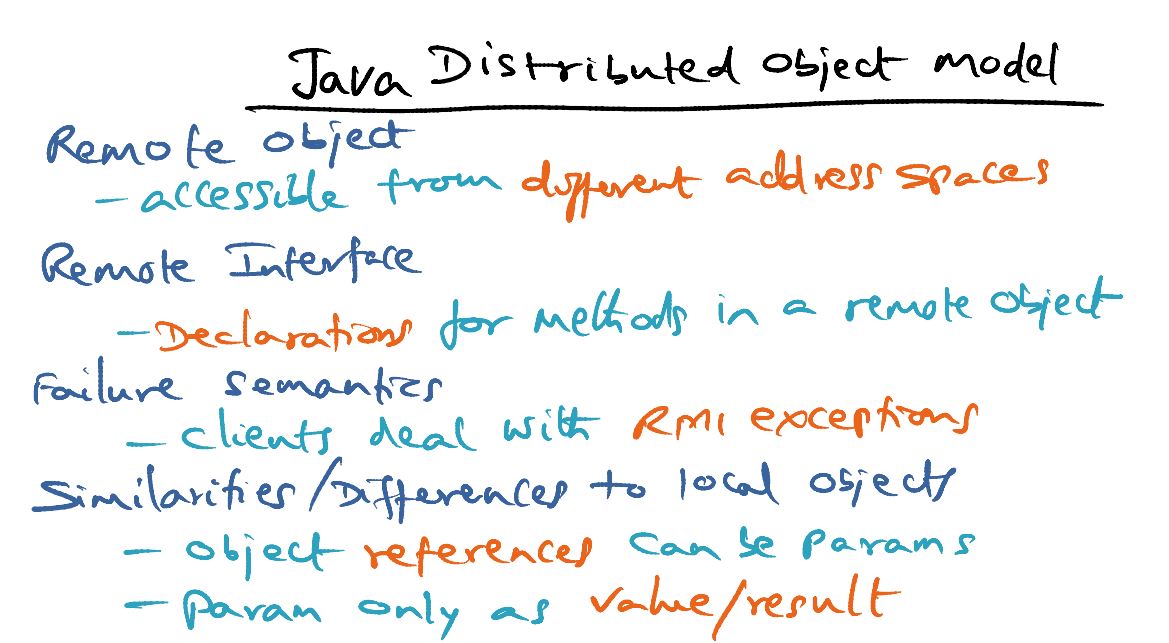 Java Distributed object model
Remote object
- accessible from different address spaces
Remote Interface
- Declarations for methods in a remote object
Failure semantics
- clients deal with RMI exceptions
Similarities/Differences to local objects
- object references can be params
- param only as value/result